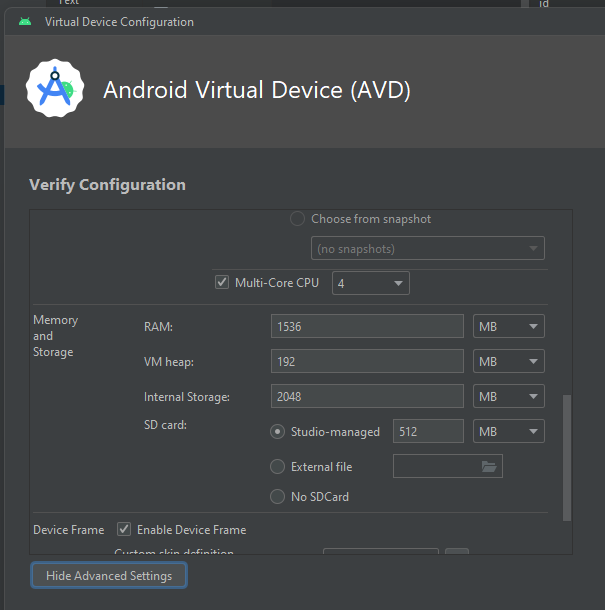 Text
id
Virtual Device Configuration
Android Virtual Device (AVD)
Verify Configuration
Choose from snapshot
(no snapshots)
Multi-Core CPU 4
Memory and Storage
RAM: 1536 MB
VM heap: 192 MB
Internal Storage: 2048 MB
SD card: Studio-managed 512 MB
External file
No SDCard
Device Frame Enable Device Frame
Custom skin definition
Hide Advanced Settings